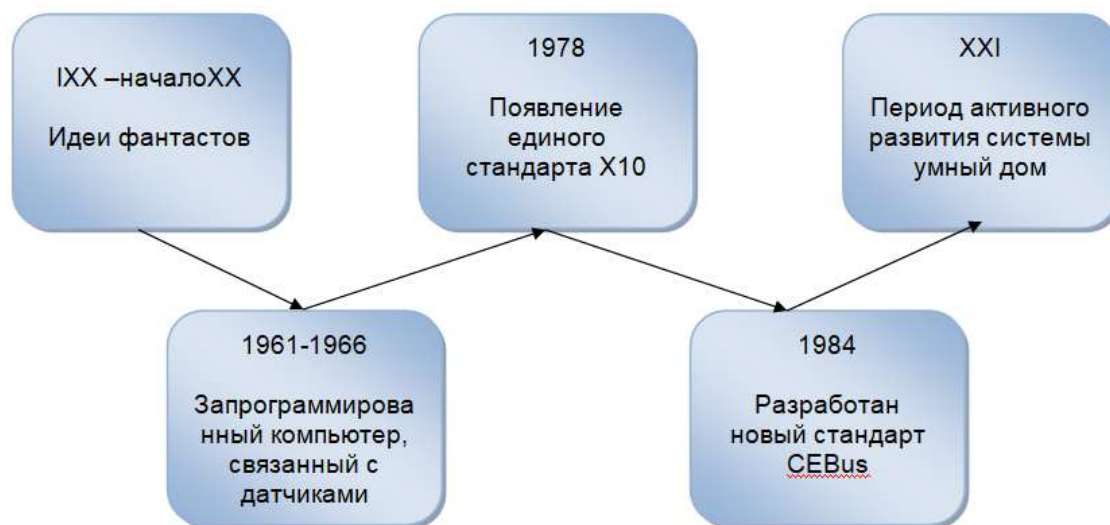 IXX –началоXX
Идеи фантастов
1961-1966
Запрограммирова
нный компьютер,
связанный с
датчиками
1978
Появление
единого
стандарта X10
1984
Разработан
новый стандарт
CEBus
XXI
Период активного
развития системы
умный дом